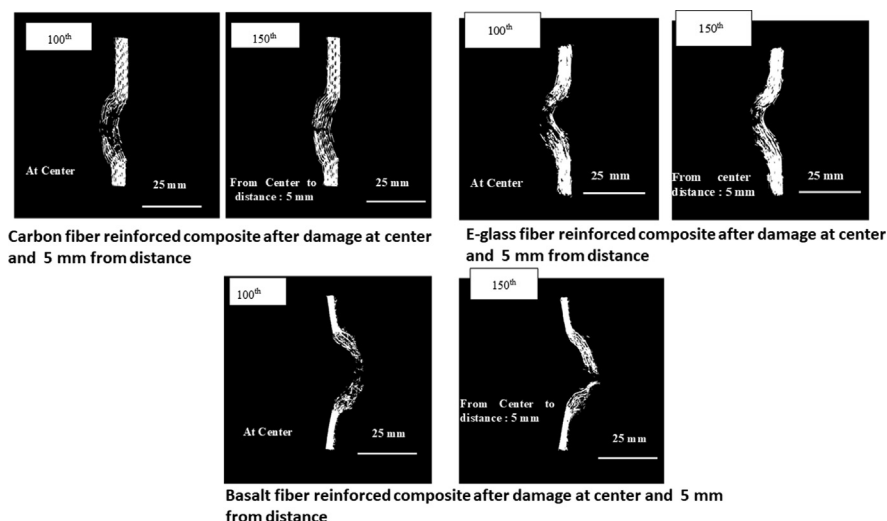 100th
At Center
25 mm
150th
From Center to
distance : 5 mm
25 mm
Carbon fiber reinforced composite after damage at center
and 5 mm from distance
100th
At Center
25 mm
150th
From center
distance : 5 mm
25 mm
E-glass fiber reinforced composite after damage at center
and 5 mm from distance
100th
At Center
25 mm
150th
From Center to
distance : 5 mm
25 mm
Basalt fiber reinforced composite after damage at center and 5 mm
from distance